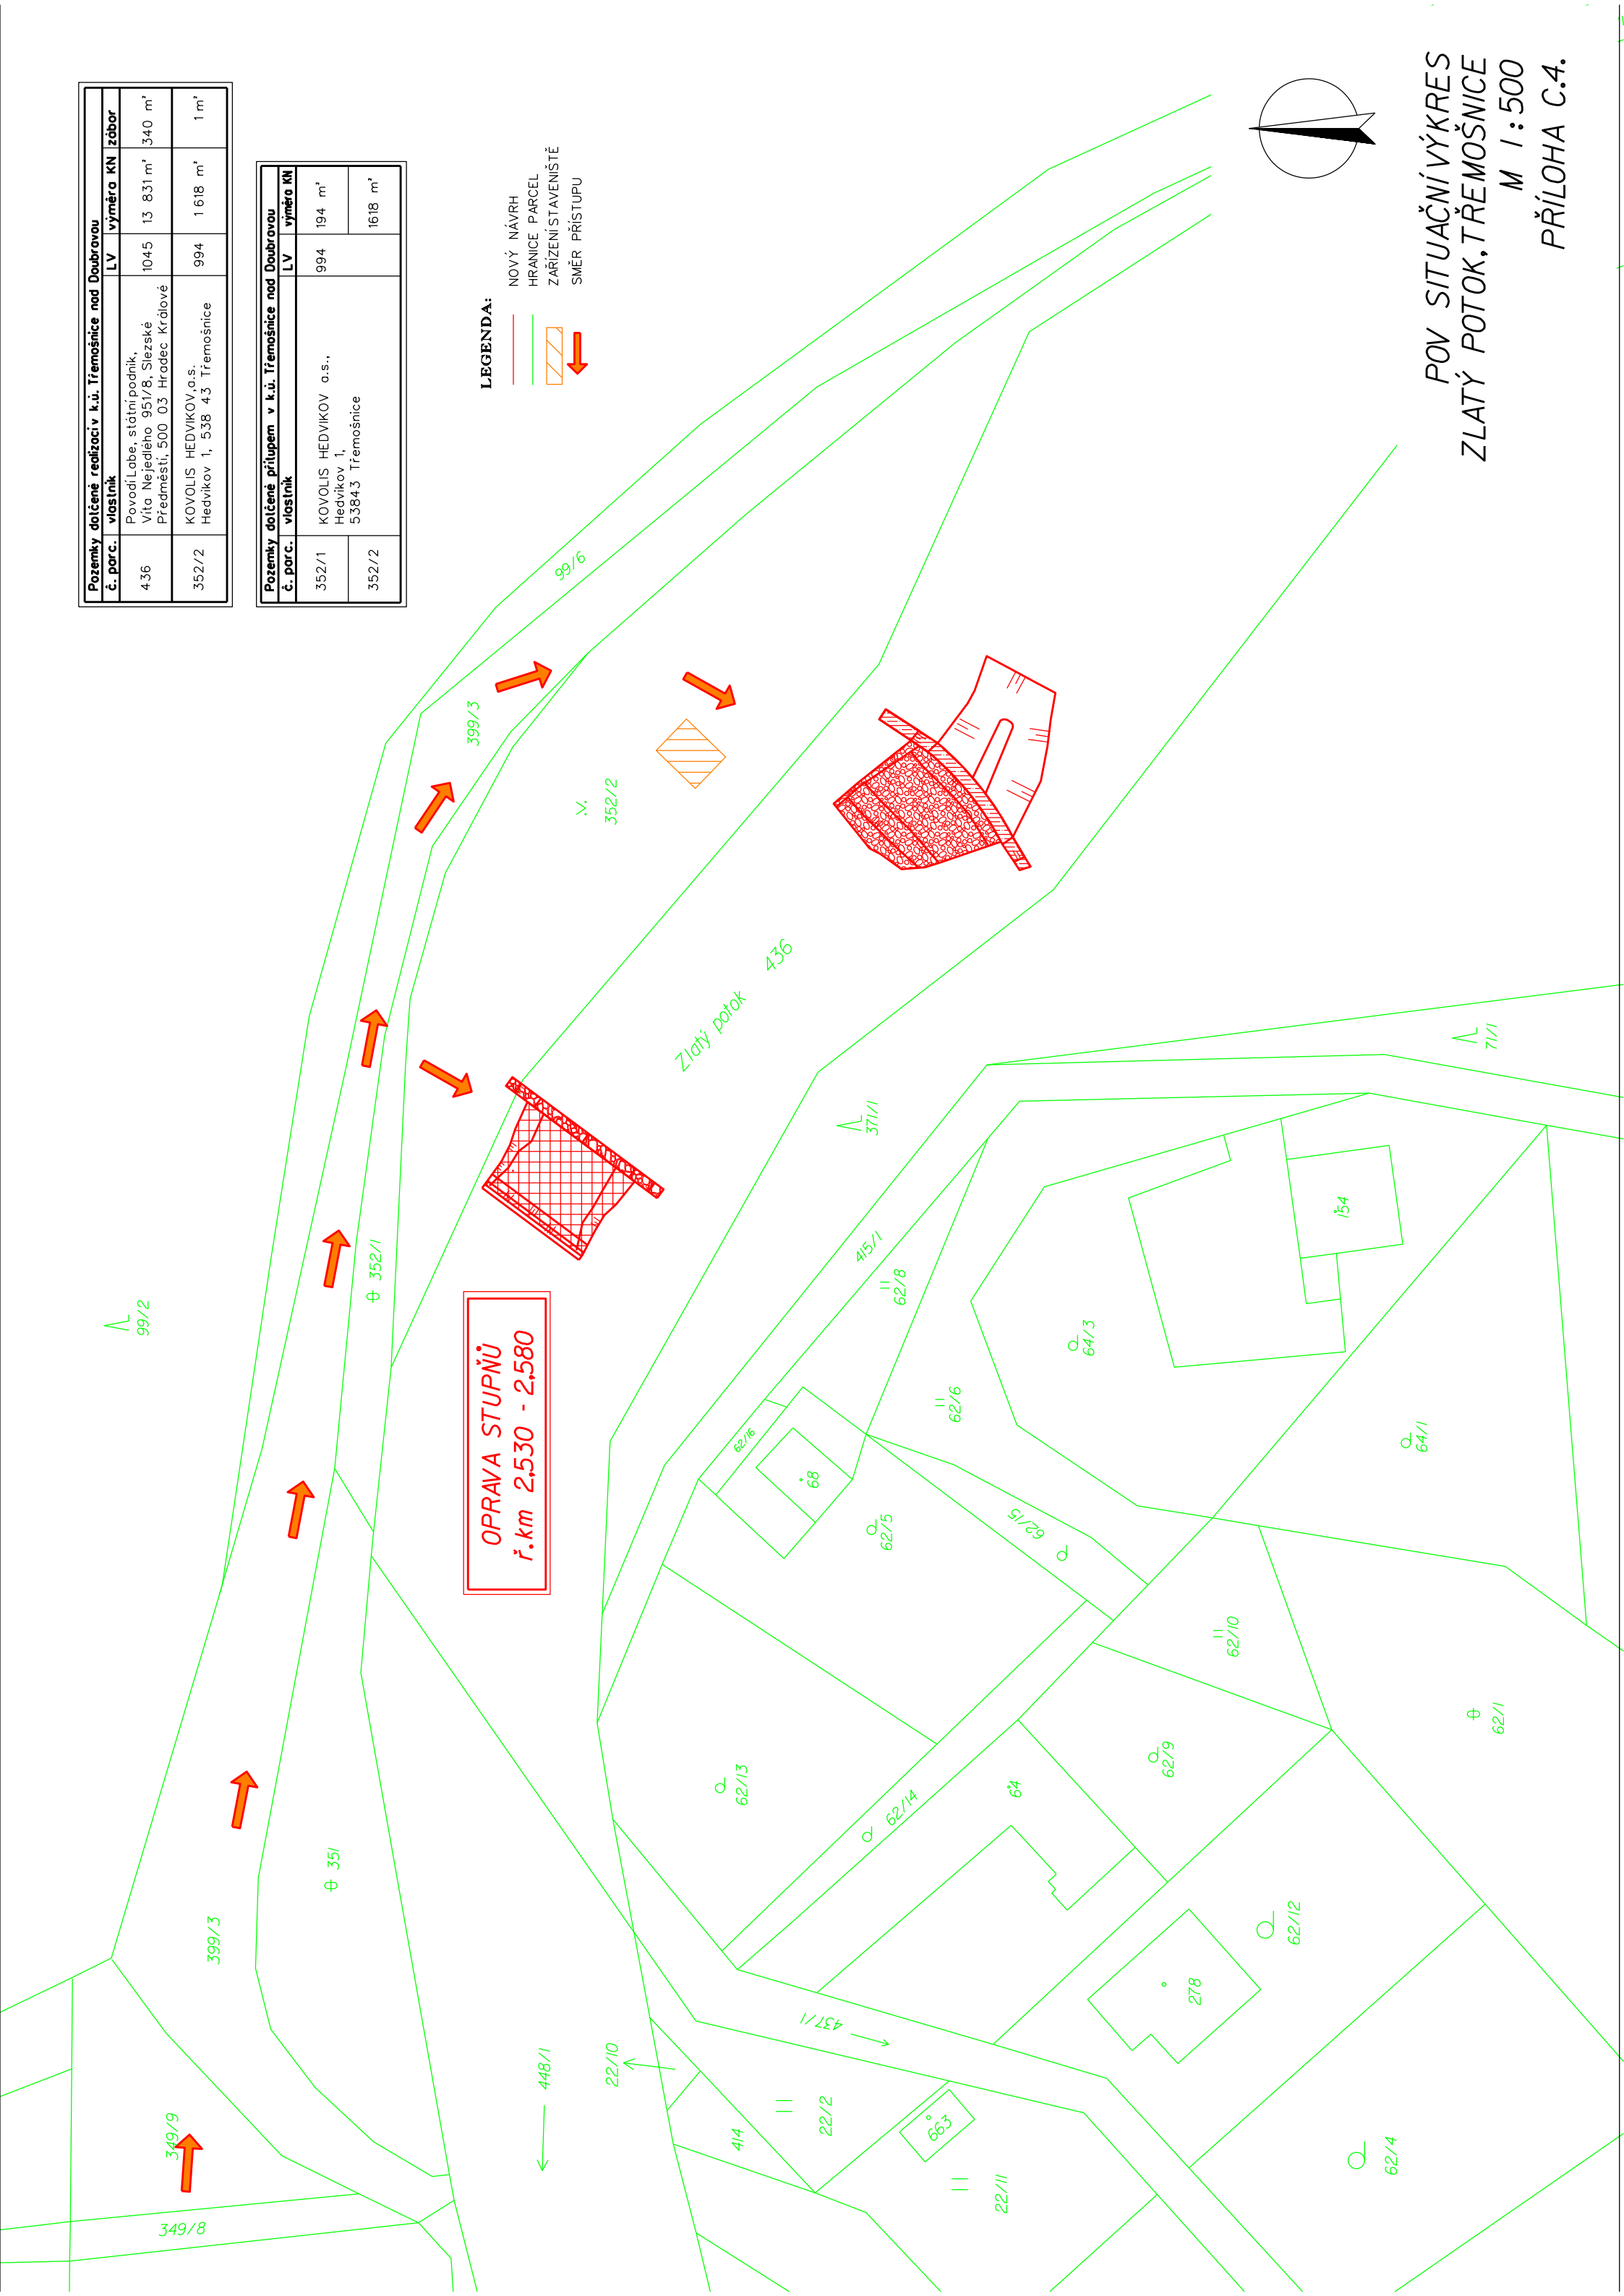 Pozemky dotčené realizací v k.ú. Třemošnice nad Doubravou
č. parc. vlastník LV výměra KN zábor
436 Povodí Labe, státní podnik, 1045 13 831 m² 340 m²
Víta Nejedlého 951/8, Slezské
Předměstí, 500 03 Hradec Králové
352/2 KOVOLIS HEDVIKOV,a.s. 994 1 618 m² 1 m²
Hedvikov 1, 538 43 Třemošnice
Pozemky dotčené přítupem v k.ú. Třemošnice nad Doubravou
č. parc. vlastník LV výměra KN
352/1 KOVOLIS HEDVIKOV a.s., 994 194 m²
Hedvikov 1,
53843 Třemošnice
352/2 1618 m²
LEGENDA:
NOVÝ NÁVRH
HRANICE PARCEL
ZAŘÍZENÍ STAVENIŠTĚ
SMĚR PŘÍSTUPU
POV SITUAČNÍ VÝKRES
ZLATÝ POTOK, TŘEMOŠNICE
M 1:500
PŘÍLOHA C.4.
OPRAVA STUPŇŮ
ř. km 2,530 - 2,580
99/2
99/6
399/3
352/2
352/1
Zlatý potok 436
371/1
71/1
415/1
62/8
62/6
62/16
68
62/5
62/15
64/3
154
64/1
62/10
62/1
62/9
64
62/14
62/13
351
399/3
349/9
349/8
448/1
22/10
437/1
414
22/2
663
22/11
278
62/12
62/4